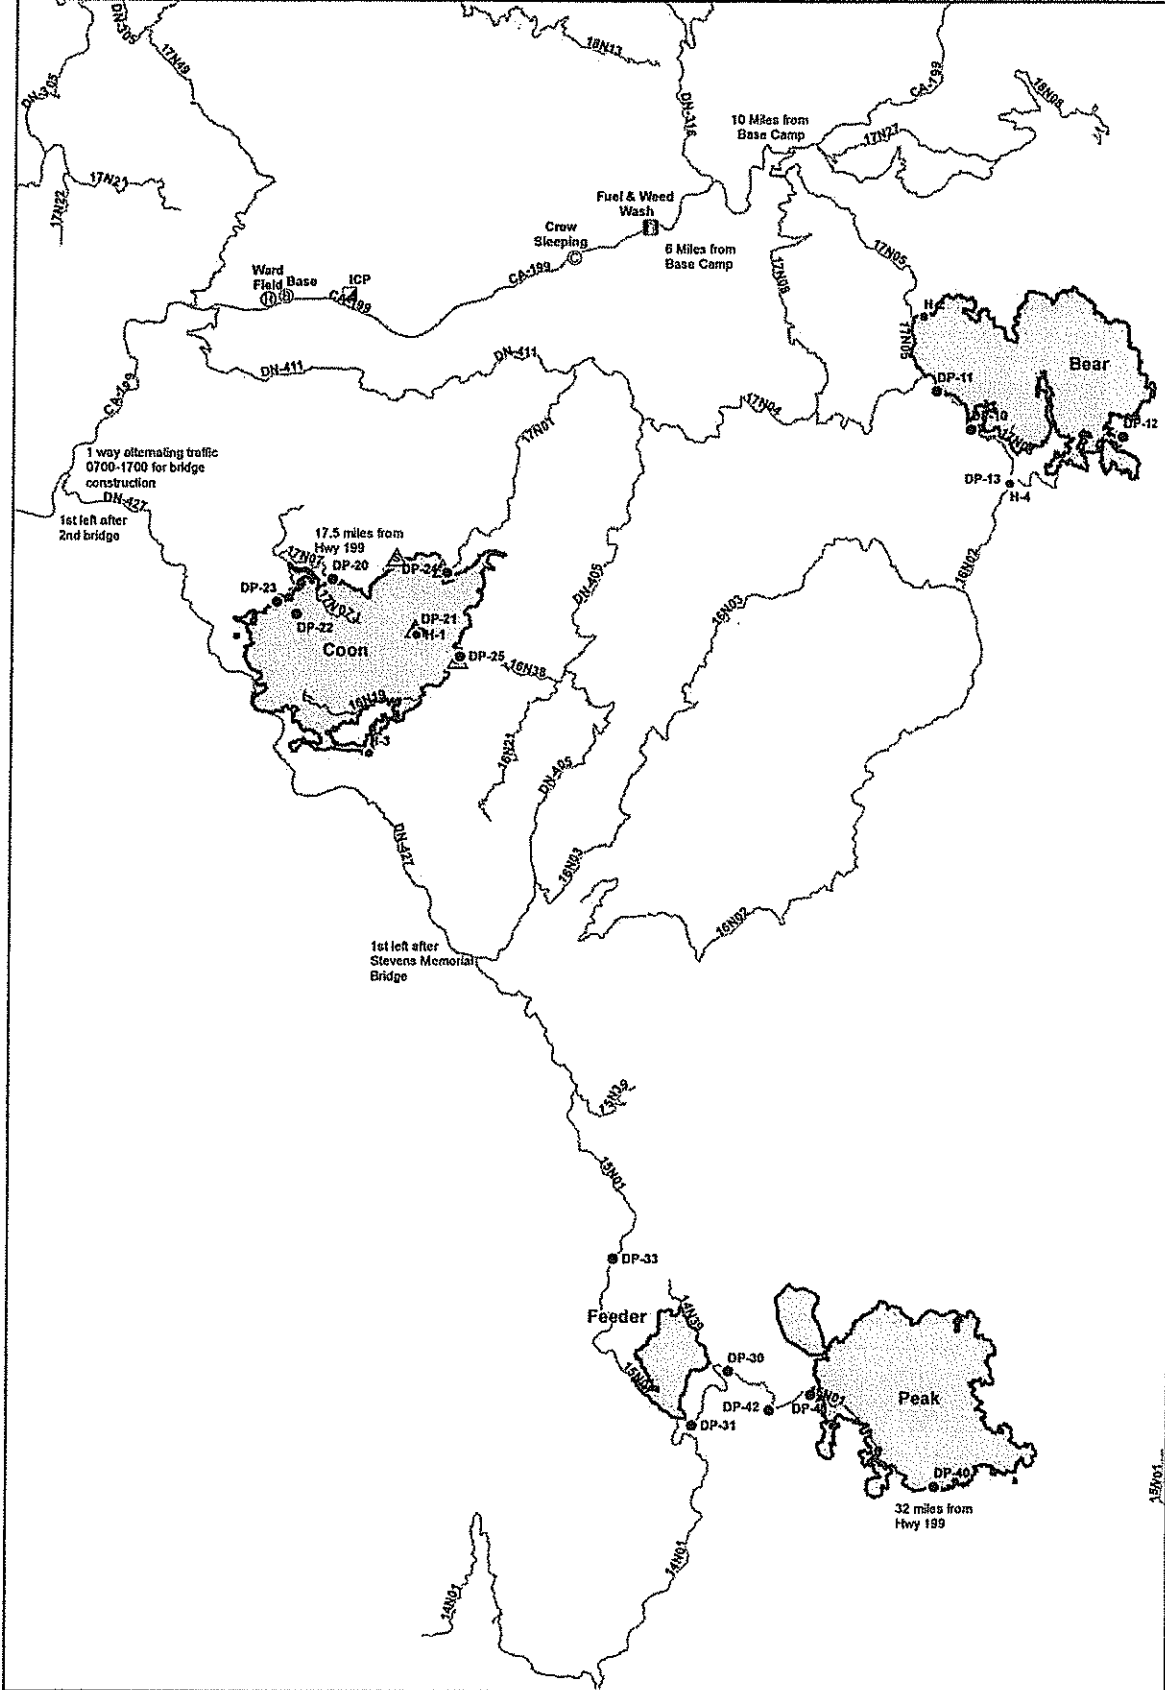 DN-305
17N49
DN-305
18N13
CA-199
18N08
DN-316
10 Miles from
Base Camp
17N27
17N21
17N22
Fuel & Weed
Wash
Crew
Sleeping
6 Miles from
Base Camp
17N05
17N08
CA-199
Ward
Field
Base
ICP
CA-199
H
17N05
DN-411
DN-411
Bear
DP-11
CA-199
17N04
DP-10
DP-12
17N01
1 way alternating traffic
0700-1700 for bridge
construction
DP-13
H-4
DN-427
1st left after
2nd bridge
17.5 miles from
Hwy 199
17N07
DP-20
DP-24
16N02
DN-405
DP-23
16N03
DP-22
DP-21
H-1
Coon
DP-25
16N38
16N19
H-3
16N21
DN-405
DN-427
16N03
16N02
1st left after
Stevens Memorial
Bridge
15N39
15N01
DP-33
Feeder
14N39
DP-30
15N01
Peak
DP-42
DP-31
15N01
DP-40
32 miles from
Hwy 199
14N01
14N01